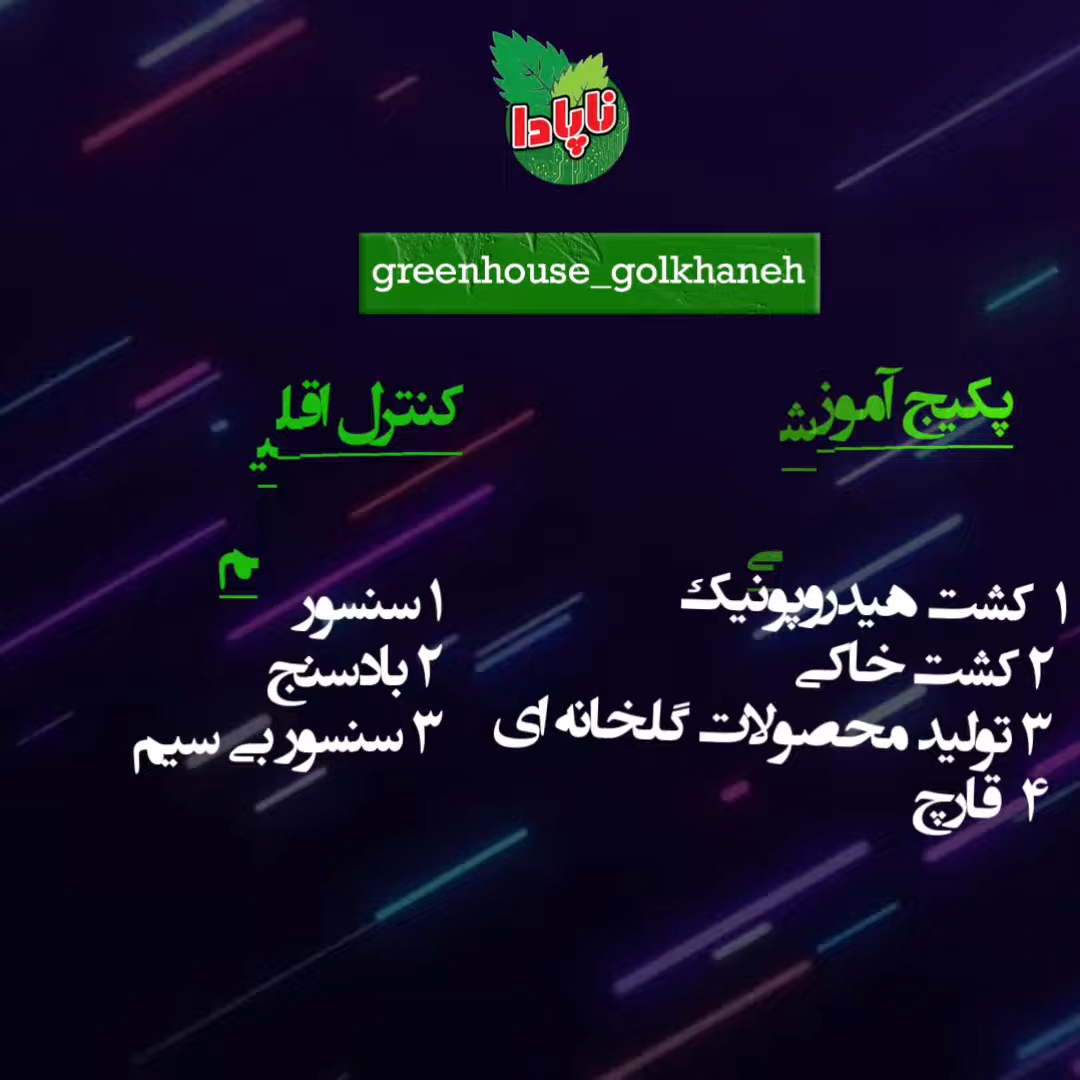 ناپادا
greenhouse_golkhaneh
پکیج آموزشی
۱ کشت هیدروپونیک
۲ کشت خاکی
۳ تولید محصولات گلخانه ای
۴ قارچ
کنترل اقلیم
۱ سنسور
۲ بادسنج
۳ سنسور بی سیم